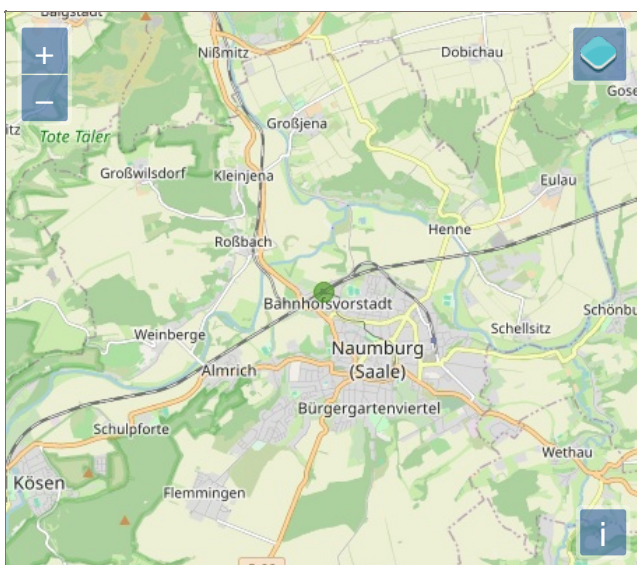 Nißmitz
Dobichau
Großjena
Tote Täler
Großwilsdorf
Kleinjena
Eulau
Henne
Roßbach
Bahnhofsvorstadt
Schellsitz
Weinberge
Naumburg
(Saale)
Almrich
Bürgergartenviertel
Schulpforte
Wethau
Kösen
Flemmingen
+
−
i